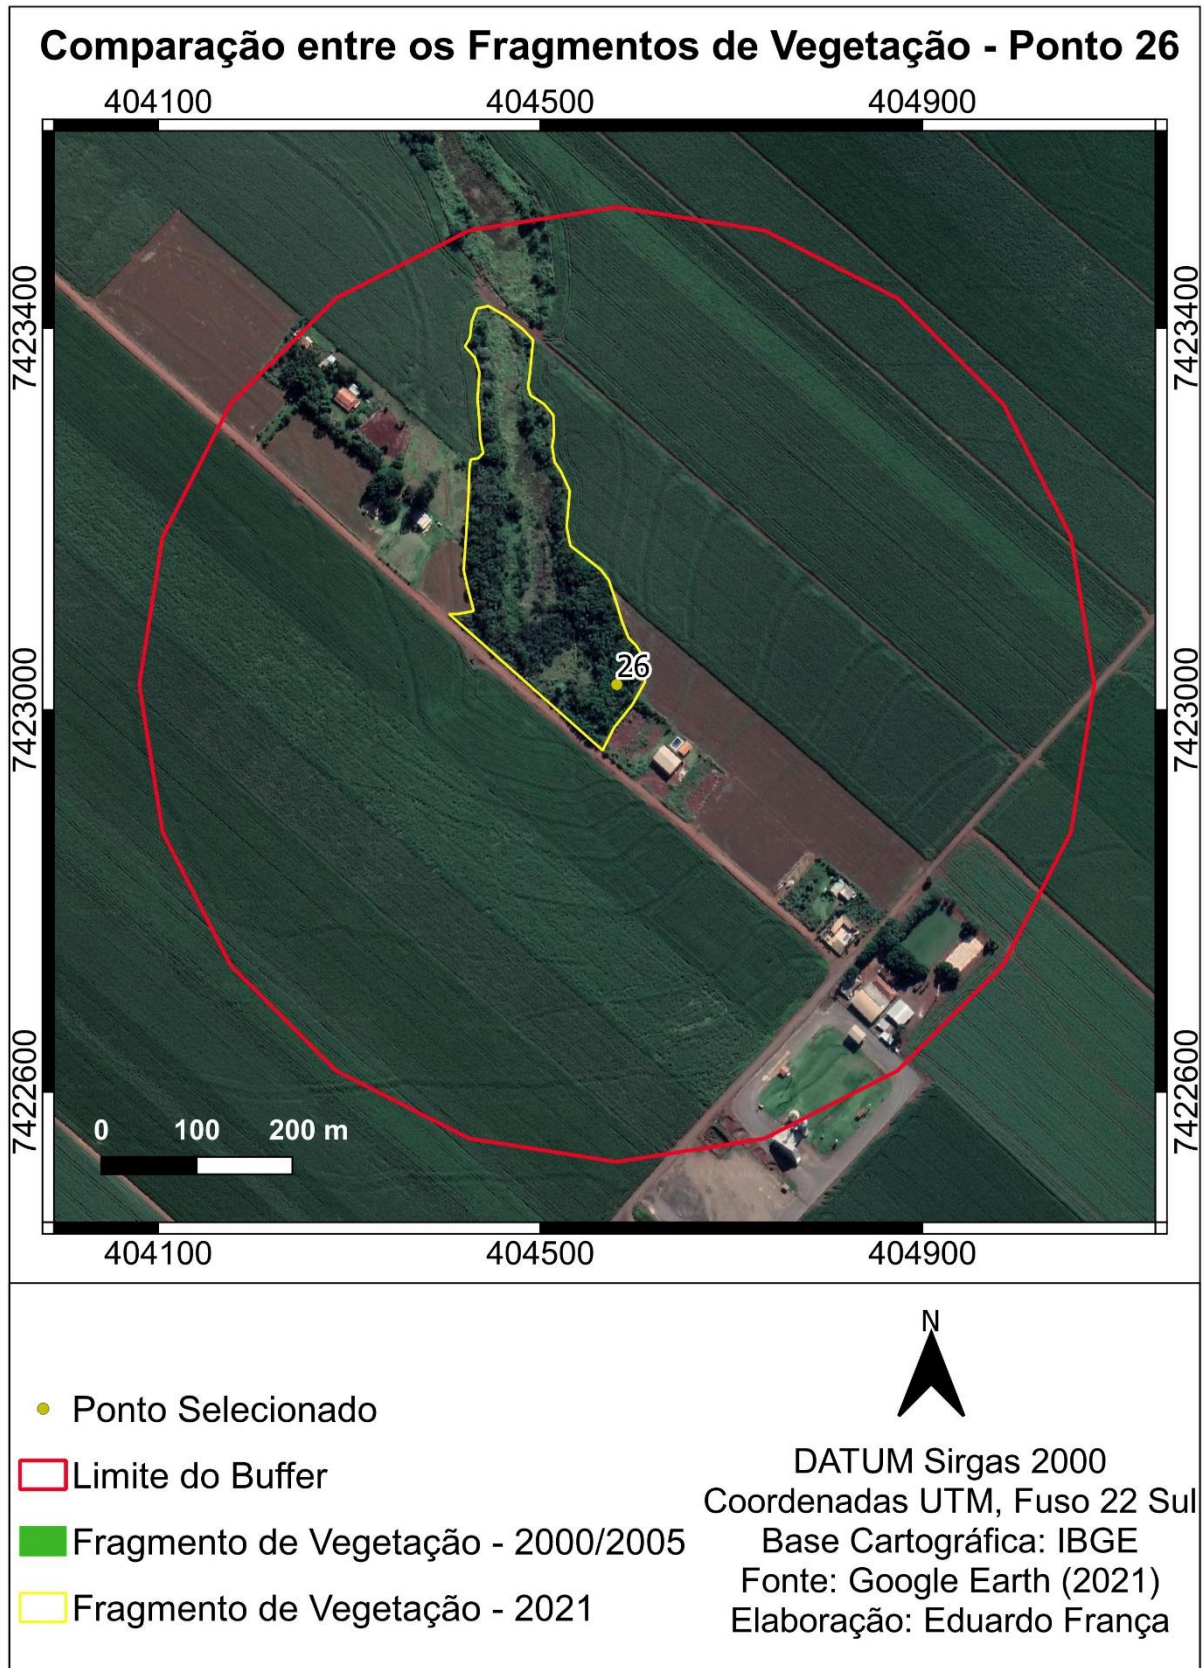 Comparação entre os Fragmentos de Vegetação - Ponto 26
404100 404500 404900
7423400 7423400
26
7423000 7423000
7422600 7422600
0 100 200 m
404100 404500 404900
N
Ponto Selecionado
Limite do Buffer
Fragmento de Vegetação - 2000/2005
Fragmento de Vegetação - 2021
DATUM Sirgas 2000
Coordenadas UTM, Fuso 22 Sul
Base Cartográfica: IBGE
Fonte: Google Earth (2021)
Elaboração: Eduardo França